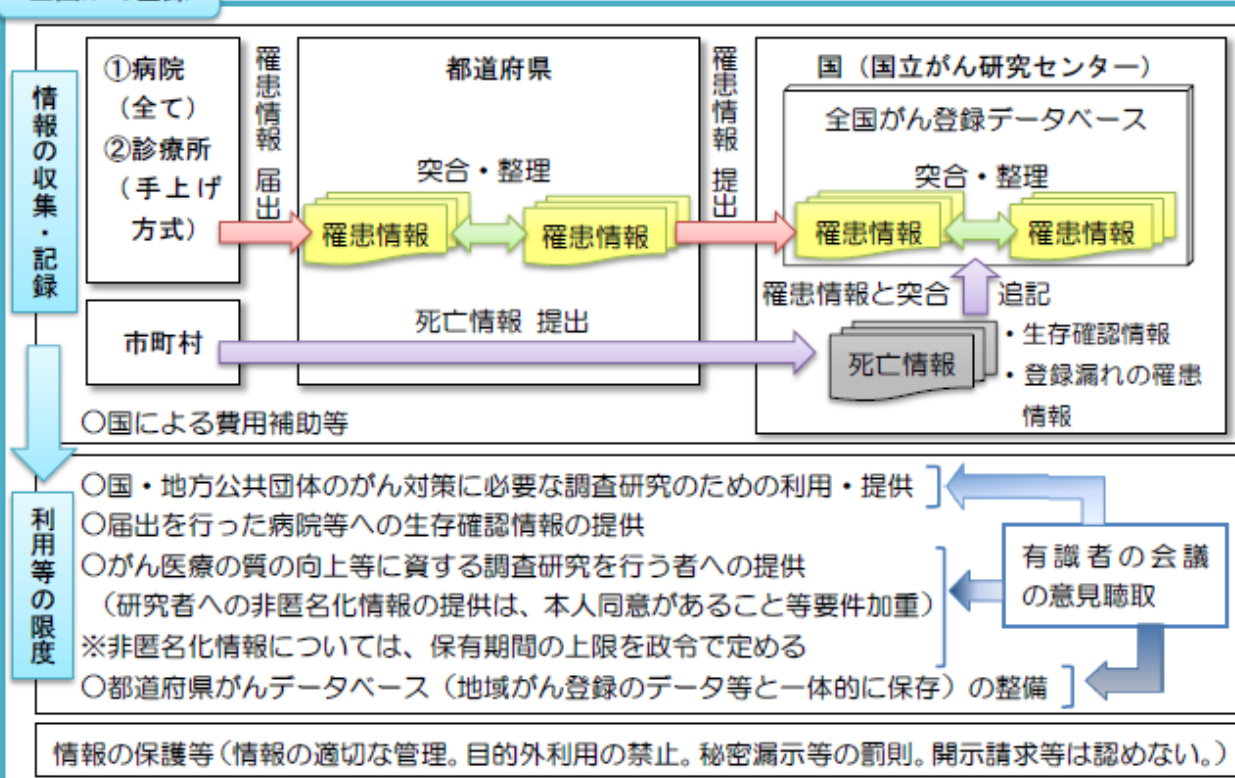 情報の収集・記録
①病院
(全て)
②診療所
(手上げ
方式)
罹患情報 届出
都道府県
突合・整理
罹患情報
罹患情報
罹患情報 提出
国(国立がん研究センター)
全国がん登録データベース
突合・整理
罹患情報
罹患情報
罹患情報と突合
追記
市町村
死亡情報 提出
死亡情報
・生存確認情報
・登録漏れの罹患
情報
○国による費用補助等
利用等の限度
○国・地方公共団体のがん対策に必要な調査研究のための利用・提供
○届出を行った病院等への生存確認情報の提供
○がん医療の質の向上等に資する調査研究を行う者への提供
(研究者への非匿名化情報の提供は、本人同意があること等要件加重)
※非匿名化情報については、保有期間の上限を政令で定める
○都道府県がんデータベース(地域がん登録のデータ等と一体的に保存)の整備
有識者の会議
の意見聴取
情報の保護等(情報の適切な管理。目的外利用の禁止。秘密漏示等の罰則。開示請求等は認めない。)